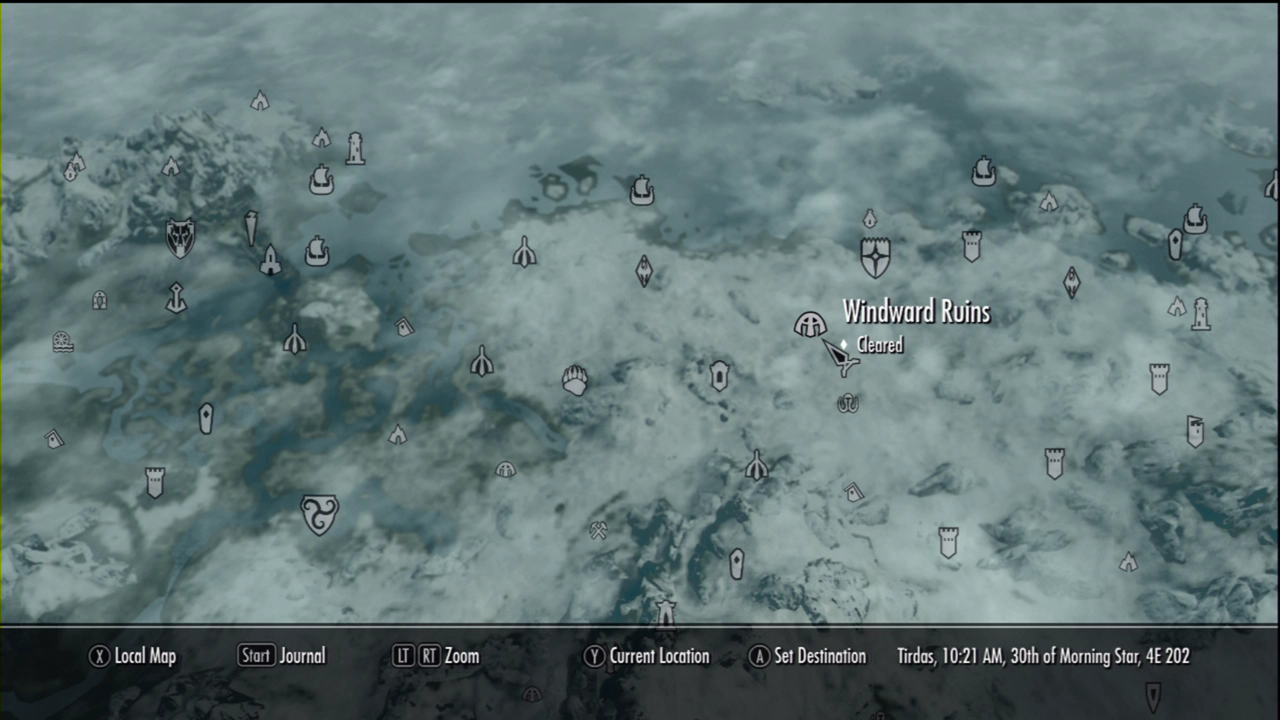 Windward Ruins
Cleared
X Local Map Start Journal LT RT Zoom Y Current Location A Set Destination Tirdas, 10:21 AM, 30th of Morning Star, 4E 202